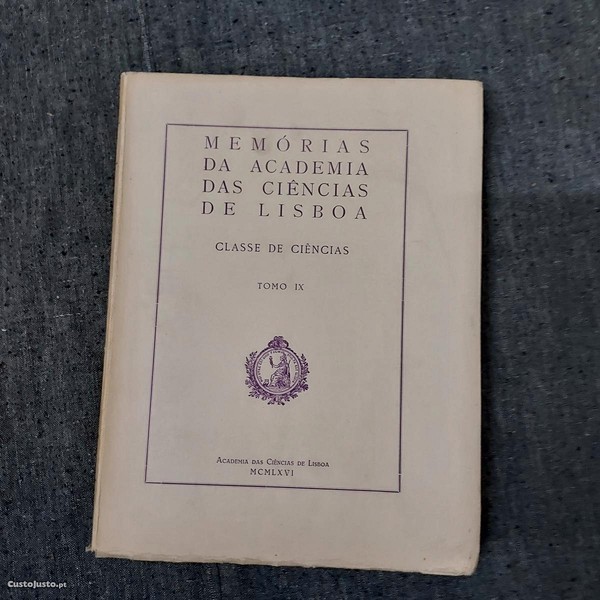 MEMÓRIAS
DA ACADEMIA
DAS CIÊNCIAS
DE LISBOA
CLASSE DE CIÊNCIAS
TOMO IX
ACADEMIA DAS CIÊNCIAS DE LISBOA
MCMLXVI
CustoJusto.pt